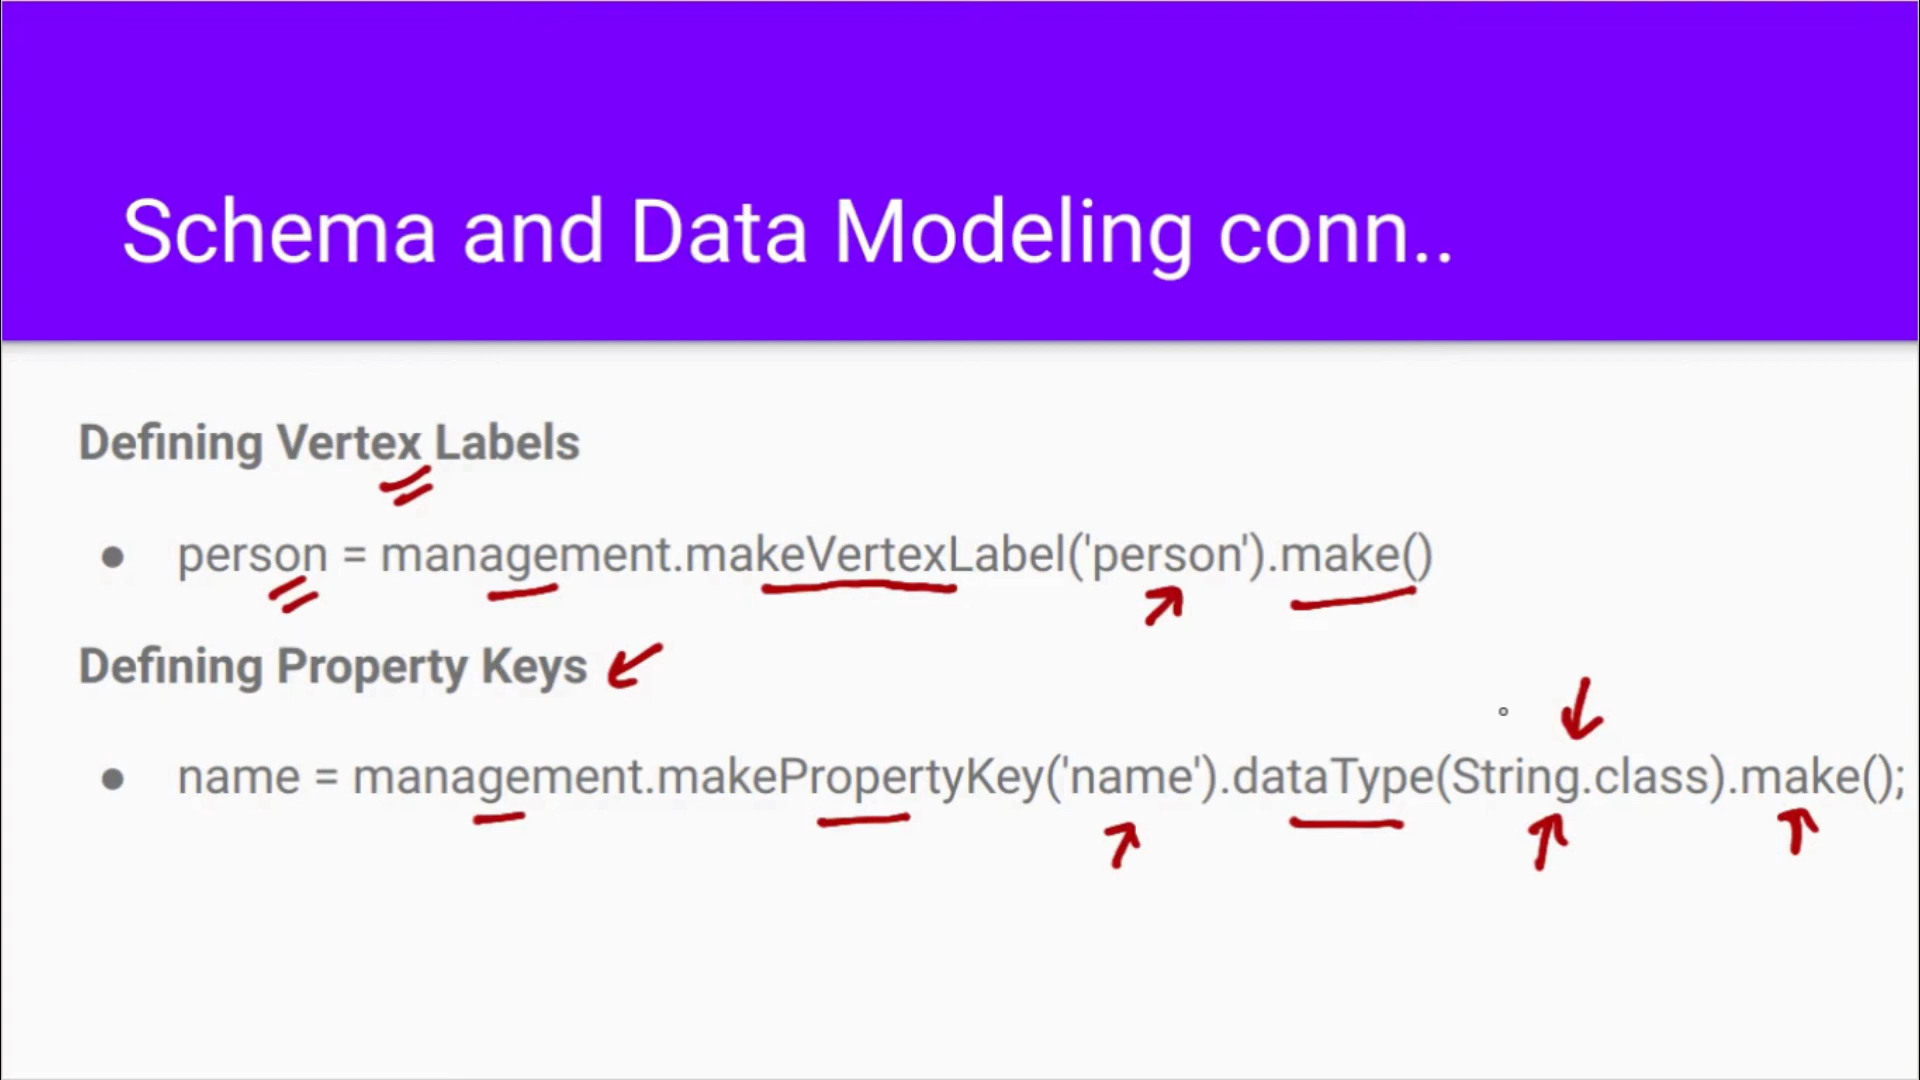 Schema and Data Modeling conn..
Defining Vertex Labels
● person = management.makeVertexLabel('person').make()
Defining Property Keys
● name = management.makePropertyKey('name').dataType(String.class).make();